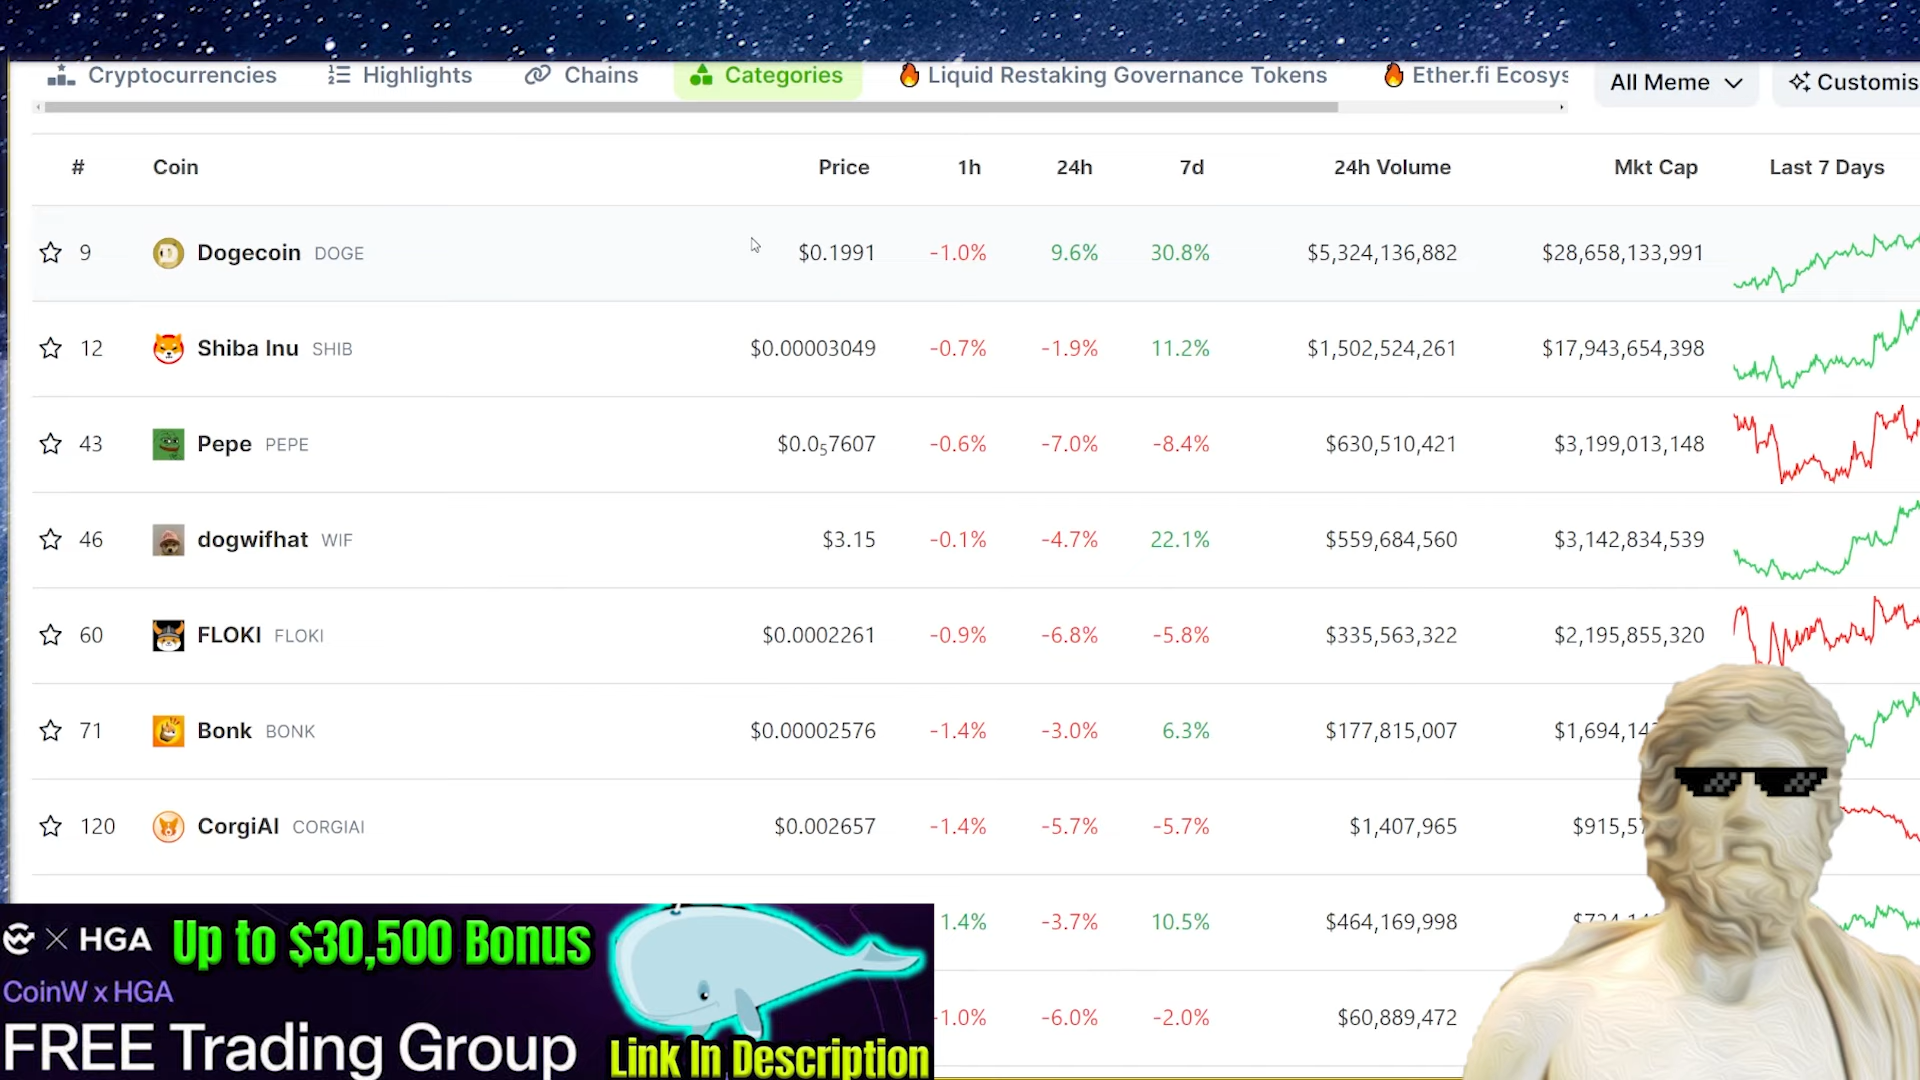 Cryptocurrencies Highlights Chains Categories Liquid Restaking Governance Tokens Ether.fi Ecosys All Meme Customis
# Coin Price 1h 24h 7d 24h Volume Mkt Cap Last 7 Days
9 Dogecoin DOGE $0.1991 -1.0% 9.6% 30.8% $5,324,136,882 $28,658,133,991
12 Shiba Inu SHIB $0.00003049 -0.7% -1.9% 11.2% $1,502,524,261 $17,943,654,398
43 Pepe PEPE $0.0₅7607 -0.6% -7.0% -8.4% $630,510,421 $3,199,013,148
46 dogwifhat WIF $3.15 -0.1% -4.7% 22.1% $559,684,560 $3,142,834,539
60 FLOKI FLOKI $0.0002261 -0.9% -6.8% -5.8% $335,563,322 $2,195,855,320
71 Bonk BONK $0.00002576 -1.4% -3.0% 6.3% $177,815,007 $1,694,14
120 CorgiAI CORGIAI $0.002657 -1.4% -5.7% -5.7% $1,407,965 $915,57
1.4% -3.7% 10.5% $464,169,998
-1.0% -6.0% -2.0% $60,889,472
HGA Up to $30,500 Bonus
CoinW x HGA
FREE Trading Group
Link In Description